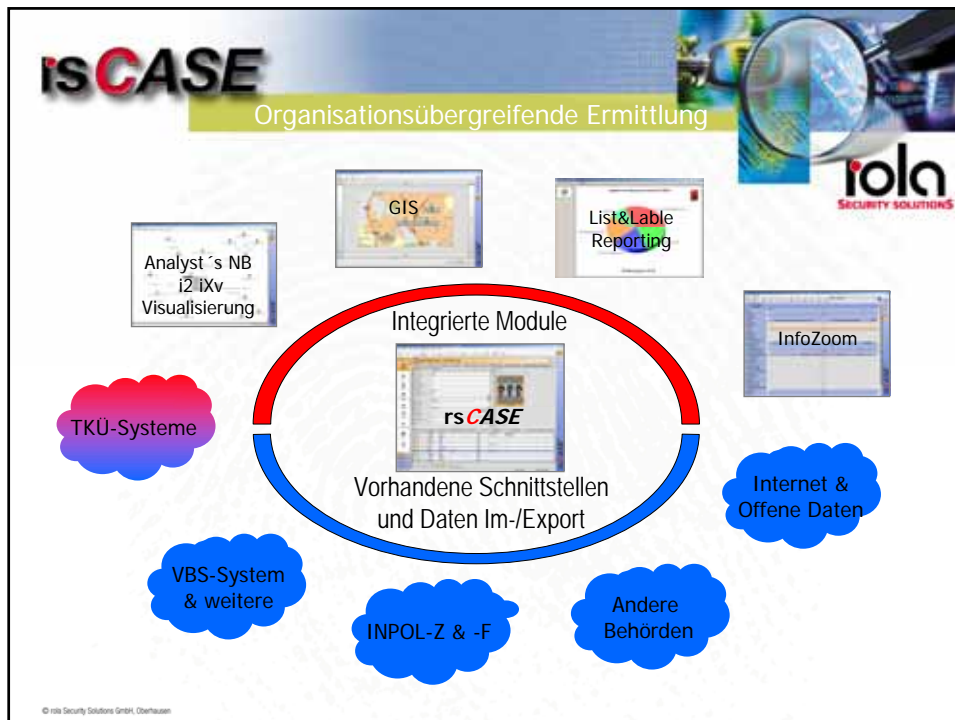 rsCASE
Organisationsübergreifende Ermittlung
rola
SECURITY SOLUTIONS
GIS
List&Lable
Reporting
Analyst´s NB
i2 iXv
Visualisierung
Integrierte Module
InfoZoom
rsCASE
TKÜ-Systeme
Vorhandene Schnittstellen
und Daten Im-/Export
Internet &
Offene Daten
VBS-System
& weitere
INPOL-Z & -F
Andere
Behörden
© rola Security Solutions GmbH, Oberhausen